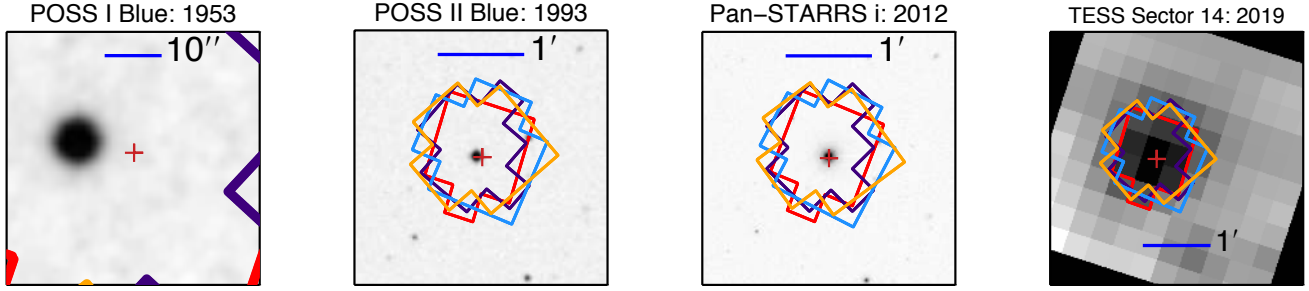 POSS I Blue: 1953
POSS II Blue: 1993
Pan−STARRS i: 2012
TESS Sector 14: 2019
10′′
1′
1′
1′